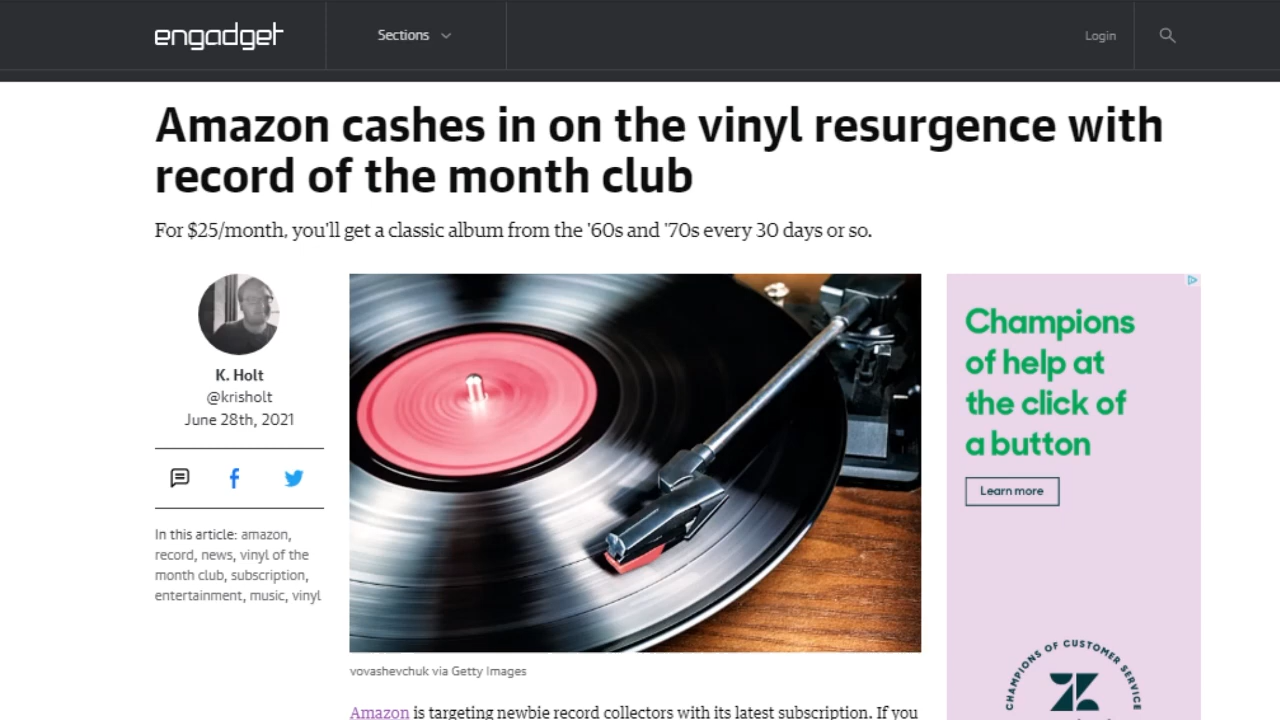 engadget
Sections
Login
Amazon cashes in on the vinyl resurgence with
record of the month club
For $25/month, you'll get a classic album from the '60s and '70s every 30 days or so.
K. Holt
@krisholt
June 28th, 2021
In this article: amazon,
record, news, vinyl of the
month club, subscription,
entertainment, music, vinyl
vovashevchuk via Getty Images
Amazon is targeting newbie record collectors with its latest subscription. If you
Champions
of help at
the click of
a button
Learn more
CHAMPIONS OF CUSTOMER SERVICE